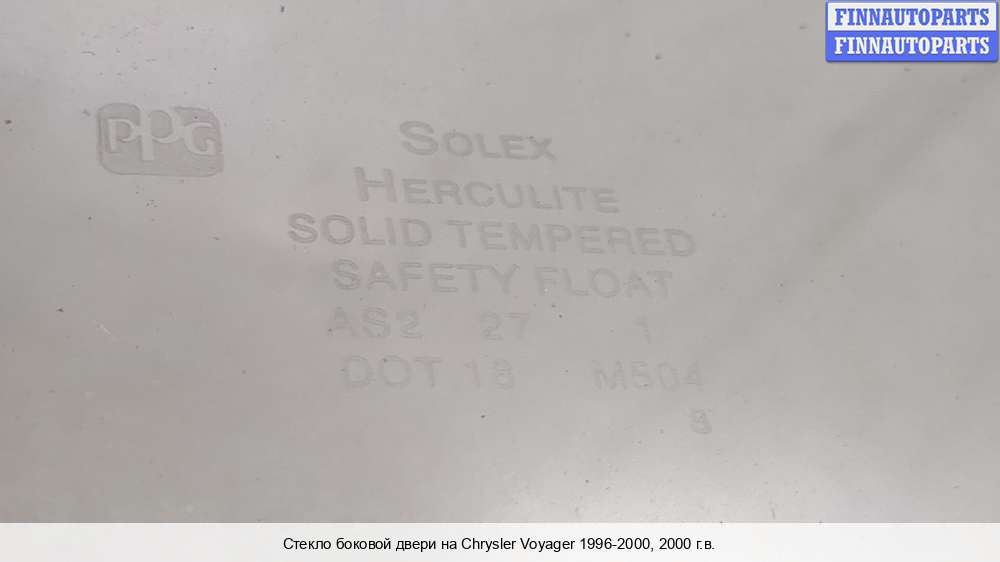 FINNAUTOPARTS
FINNAUTOPARTS
PPG
SOLEX
HERCULITE
SOLID TEMPERED
SAFETY FLOAT
AS2 27 1
DOT 18 M504
3
Стекло боковой двери на Chrysler Voyager 1996-2000, 2000 г.в.